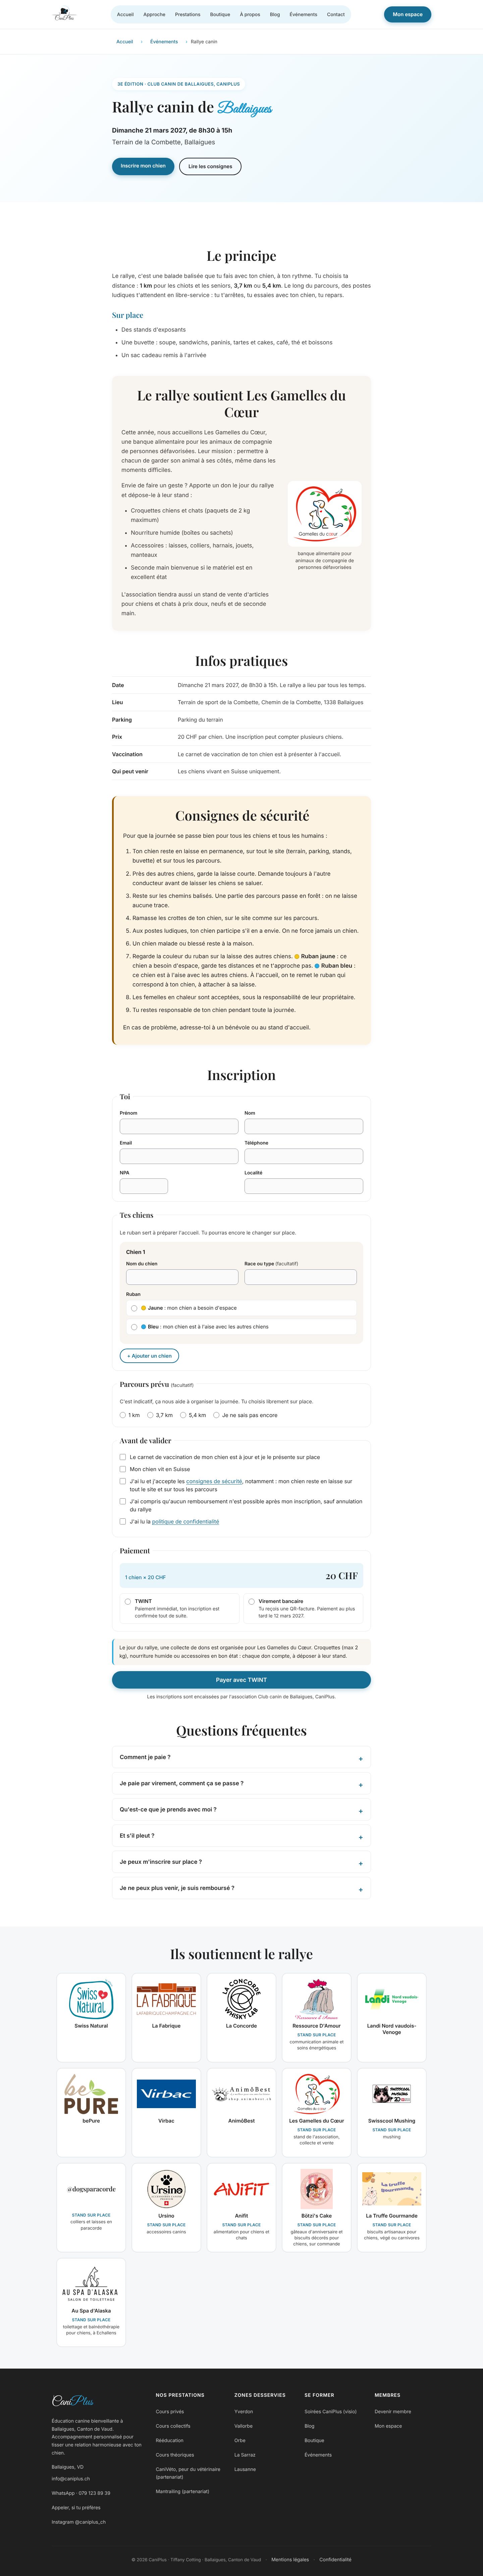 CaniPlus
Accueil
Approche
Prestations
Boutique
À propos
Blog
Événements
Contact
Mon espace
Accueil
Événements
Rallye canin
3E ÉDITION · CLUB CANIN DE BALLAIGUES, CANIPLUS
Rallye canin de Ballaigues
Dimanche 21 mars 2027, de 8h30 à 15h
Terrain de la Combette, Ballaigues
Inscrire mon chien
Lire les consignes
Le principe
Le rallye, c'est une balade balisée que tu fais avec ton chien, à ton rythme. Tu choisis ta
distance : 1 km pour les chiots et les seniors, 3,7 km ou 5,4 km. Le long du parcours, des postes
ludiques t'attendent en libre-service : tu t'arrêtes, tu essaies avec ton chien, tu repars.
Sur place
• Des stands d'exposants
• Une buvette : soupe, sandwichs, paninis, tartes et cakes, café, thé et boissons
• Un sac cadeau remis à l'arrivée
Le rallye soutient Les Gamelles du
Cœur
Cette année, nous accueillons Les Gamelles du Cœur,
une banque alimentaire pour les animaux de compagnie
de personnes défavorisées. Leur mission : permettre à
chacun de garder son animal à ses côtés, même dans les
moments difficiles.
Envie de faire un geste ? Apporte un don le jour du rallye
et dépose-le à leur stand :
• Croquettes chiens et chats (paquets de 2 kg
maximum)
• Nourriture humide (boîtes ou sachets)
• Accessoires : laisses, colliers, harnais, jouets,
manteaux
• Seconde main bienvenue si le matériel est en
excellent état
L'association tiendra aussi un stand de vente d'articles
pour chiens et chats à prix doux, neufs et de seconde
main.
Gamelles du cœur
banque alimentaire pour
animaux de compagnie de
personnes défavorisées
Infos pratiques
Date
Dimanche 21 mars 2027, de 8h30 à 15h. Le rallye a lieu par tous les temps.
Lieu
Terrain de sport de la Combette, Chemin de la Combette, 1338 Ballaigues
Parking
Parking du terrain
Prix
20 CHF par chien. Une inscription peut compter plusieurs chiens.
Vaccination
Le carnet de vaccination de ton chien est à présenter à l'accueil.
Qui peut venir
Les chiens vivant en Suisse uniquement.
Consignes de sécurité
Pour que la journée se passe bien pour tous les chiens et tous les humains :
1. Ton chien reste en laisse en permanence, sur tout le site (terrain, parking, stands,
buvette) et sur tous les parcours.
2. Près des autres chiens, garde la laisse courte. Demande toujours à l'autre
conducteur avant de laisser les chiens se saluer.
3. Reste sur les chemins balisés. Une partie des parcours passe en forêt : on ne laisse
aucune trace.
4. Ramasse les crottes de ton chien, sur le site comme sur les parcours.
5. Aux postes ludiques, ton chien participe s'il en a envie. On ne force jamais un chien.
6. Un chien malade ou blessé reste à la maison.
7. Regarde la couleur du ruban sur la laisse des autres chiens. Ruban jaune : ce
chien a besoin d'espace, garde tes distances et ne t'approche pas. Ruban bleu :
ce chien est à l'aise avec les autres chiens. À l'accueil, on te remet le ruban qui
correspond à ton chien, à attacher à sa laisse.
8. Les femelles en chaleur sont acceptées, sous la responsabilité de leur propriétaire.
9. Tu restes responsable de ton chien pendant toute la journée.
En cas de problème, adresse-toi à un bénévole ou au stand d'accueil.
Inscription
Toi
Prénom
Nom
Email
Téléphone
NPA
Localité
Tes chiens
Le ruban sert à préparer l'accueil. Tu pourras encore le changer sur place.
Chien 1
Nom du chien
Race ou type (facultatif)
Ruban
Jaune : mon chien a besoin d'espace
Bleu : mon chien est à l'aise avec les autres chiens
+ Ajouter un chien
Parcours prévu (facultatif)
C'est indicatif, ça nous aide à organiser la journée. Tu choisis librement sur place.
1 km
3,7 km
5,4 km
Je ne sais pas encore
Avant de valider
Le carnet de vaccination de mon chien est à jour et je le présente sur place
Mon chien vit en Suisse
J'ai lu et j'accepte les consignes de sécurité, notamment : mon chien reste en laisse sur
tout le site et sur tous les parcours
J'ai compris qu'aucun remboursement n'est possible après mon inscription, sauf annulation
du rallye
J'ai lu la politique de confidentialité
Paiement
1 chien × 20 CHF
20 CHF
TWINT
Paiement immédiat, ton inscription est
confirmée tout de suite.
Virement bancaire
Tu reçois une QR-facture. Paiement au plus
tard le 12 mars 2027.
Le jour du rallye, une collecte de dons est organisée pour Les Gamelles du Cœur. Croquettes (max 2
kg), nourriture humide ou accessoires en bon état : chaque don compte, à déposer à leur stand.
Payer avec TWINT
Les inscriptions sont encaissées par l'association Club canin de Ballaigues, CaniPlus.
Questions fréquentes
Comment je paie ?
+
Je paie par virement, comment ça se passe ?
+
Qu'est-ce que je prends avec moi ?
+
Et s'il pleut ?
+
Je peux m'inscrire sur place ?
+
Je ne peux plus venir, je suis remboursé ?
+
Ils soutiennent le rallye
SWISS
NATURAL
Swiss Natural
LA FABRIQUE
La Fabrique
LA CONCORDE
WHISKY LAB
La Concorde
Ressource d'Amour
Ressource D'Amour
STAND SUR PLACE
communication animale et
soins énergétiques
LANDI Nord vaudois
Venoge
Landi Nord vaudois-
Venoge
be
PURE
bePure
Virbac
Virbac
AnimôBest
AnimôBest
Gamelles du cœur
Les Gamelles du Cœur
STAND SUR PLACE
stand de l'association,
collecte et vente
Swisscool Mushing
STAND SUR PLACE
mushing
@dogsparacorde
STAND SUR PLACE
colliers et laisses en
paracorde
Ursino
Ursino
STAND SUR PLACE
accessoires canins
ANiFiT
Anifit
STAND SUR PLACE
alimentation pour chiens et
chats
Bötzi's Cake
STAND SUR PLACE
gâteaux d'anniversaire et
biscuits décorés pour
chiens, sur commande
La truffe
Gourmande
La Truffe Gourmande
STAND SUR PLACE
biscuits artisanaux pour
chiens, végé ou carnivores
AU SPA D'ALASKA
SALON DE TOILETTAGE
Au Spa d'Alaska
STAND SUR PLACE
toilettage et balnéothérapie
pour chiens, à Echallens
CaniPlus
Éducation canine bienveillante à
Ballaigues, Canton de Vaud.
Accompagnement personnalisé pour
tisser une relation harmonieuse avec ton
chien.
Ballaigues, VD
info@caniplus.ch
WhatsApp · 079 123 89 39
Appeler, si tu préfères
Instagram @caniplus_ch
NOS PRESTATIONS
Cours privés
Cours collectifs
Rééducation
Cours théoriques
CaniVéto, peur du vétérinaire
(partenariat)
Mantrailing (partenariat)
ZONES DESSERVIES
Yverdon
Vallorbe
Orbe
La Sarraz
Lausanne
SE FORMER
Soirées CaniPlus (visio)
Blog
Boutique
Événements
MEMBRES
Devenir membre
Mon espace
© 2026 CaniPlus · Tiffany Cotting · Ballaigues, Canton de Vaud
Mentions légales
Confidentialité